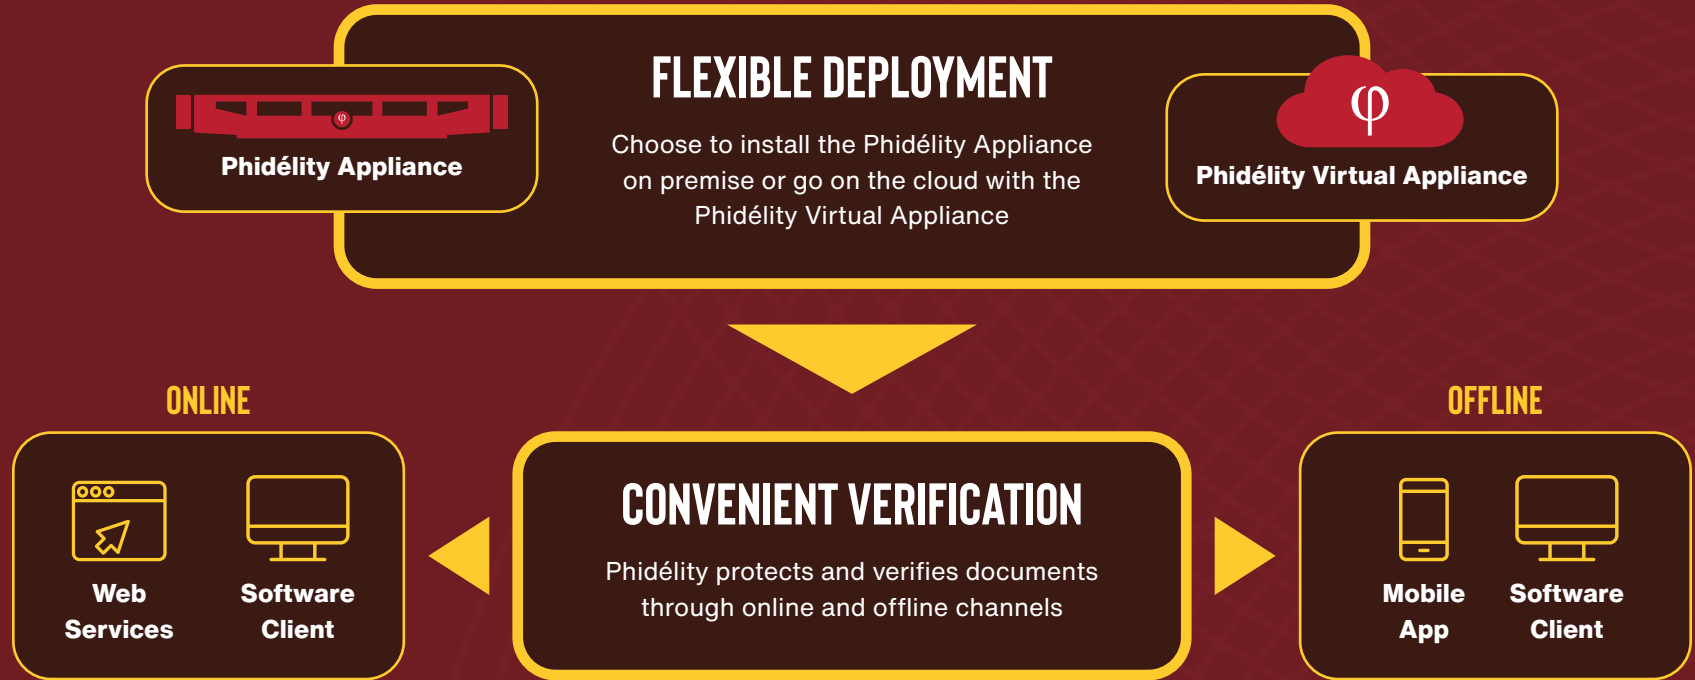 FLEXIBLE DEPLOYMENT
φ
Phidélity Appliance
Choose to install the Phidélity Appliance
on premise or go on the cloud with the
Phidélity Virtual Appliance
φ
Phidélity Virtual Appliance
ONLINE
Web
Services
Software
Client
CONVENIENT VERIFICATION
Phidélity protects and verifies documents
through online and offline channels
OFFLINE
Mobile
App
Software
Client